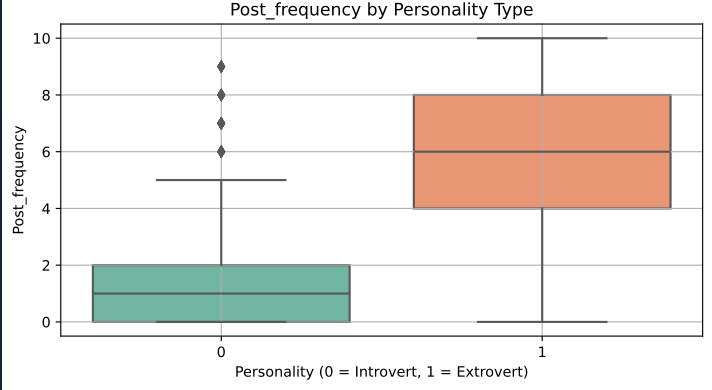 Post_frequency by Personality Type
10
8
6
4
2
0
Post_frequency
0 1
Personality (0 = Introvert, 1 = Extrovert)